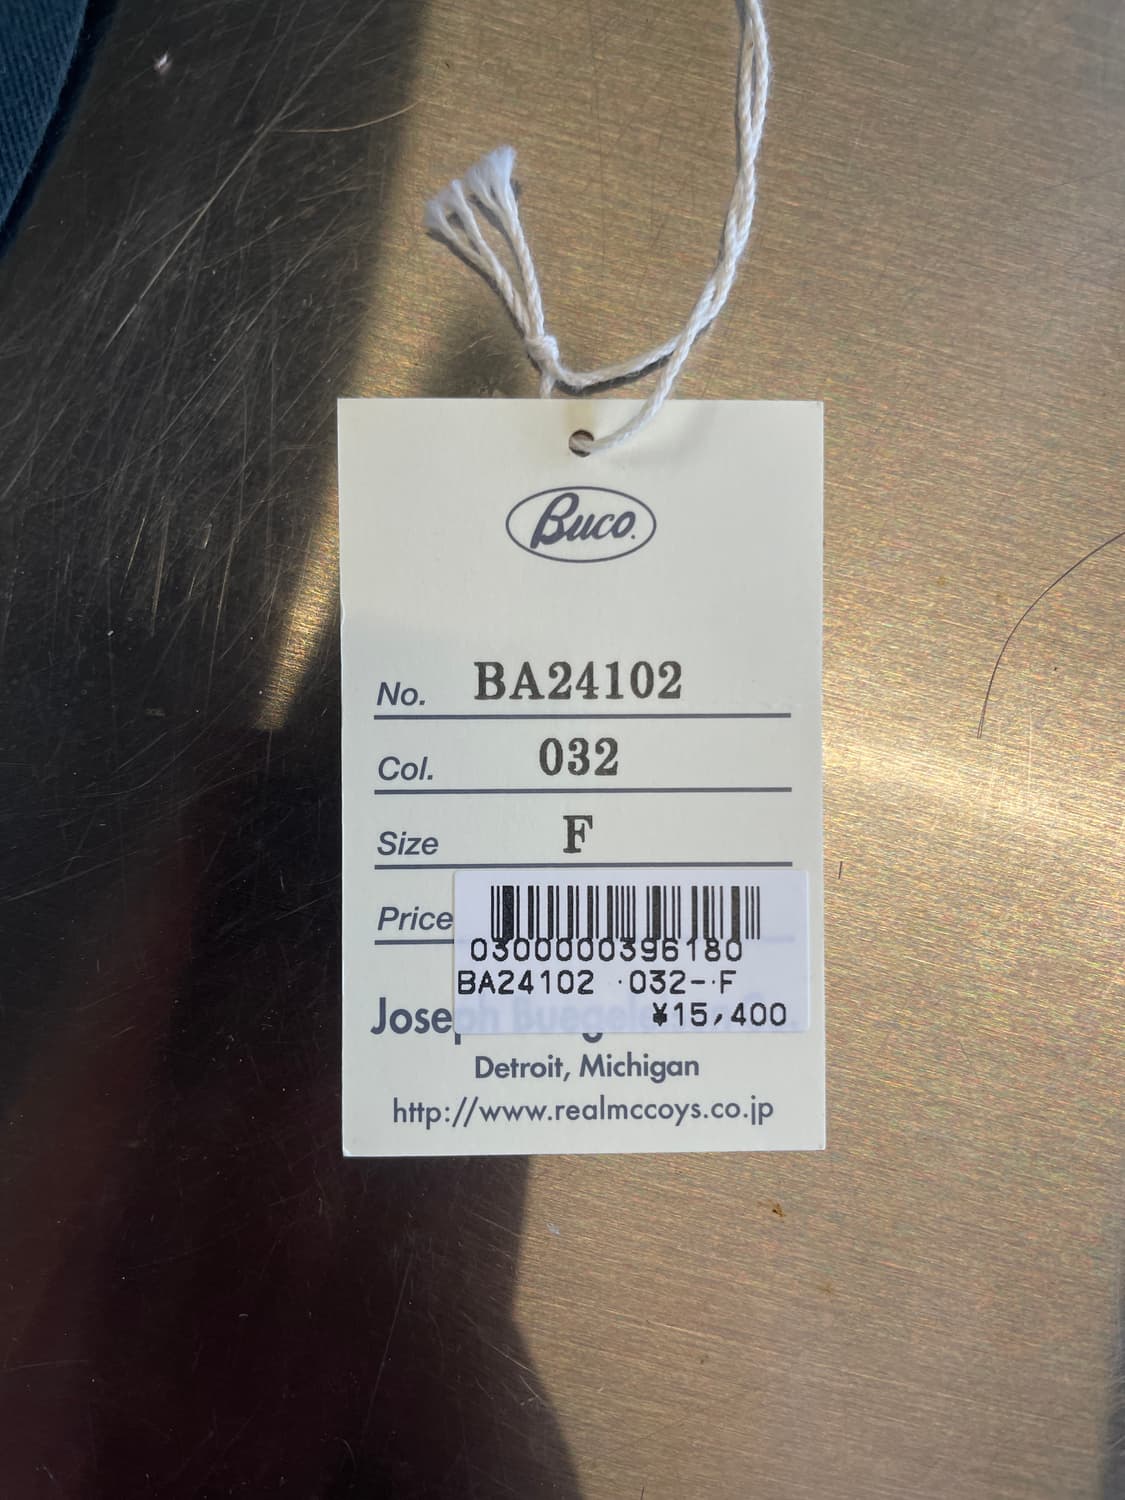 Buco.
No. BA24102
Col. 032
Size F
Price
0300000396180
BA24102 ·032-·F
¥15,400
Joseph
Detroit, Michigan
http://www.realmccoys.co.jp